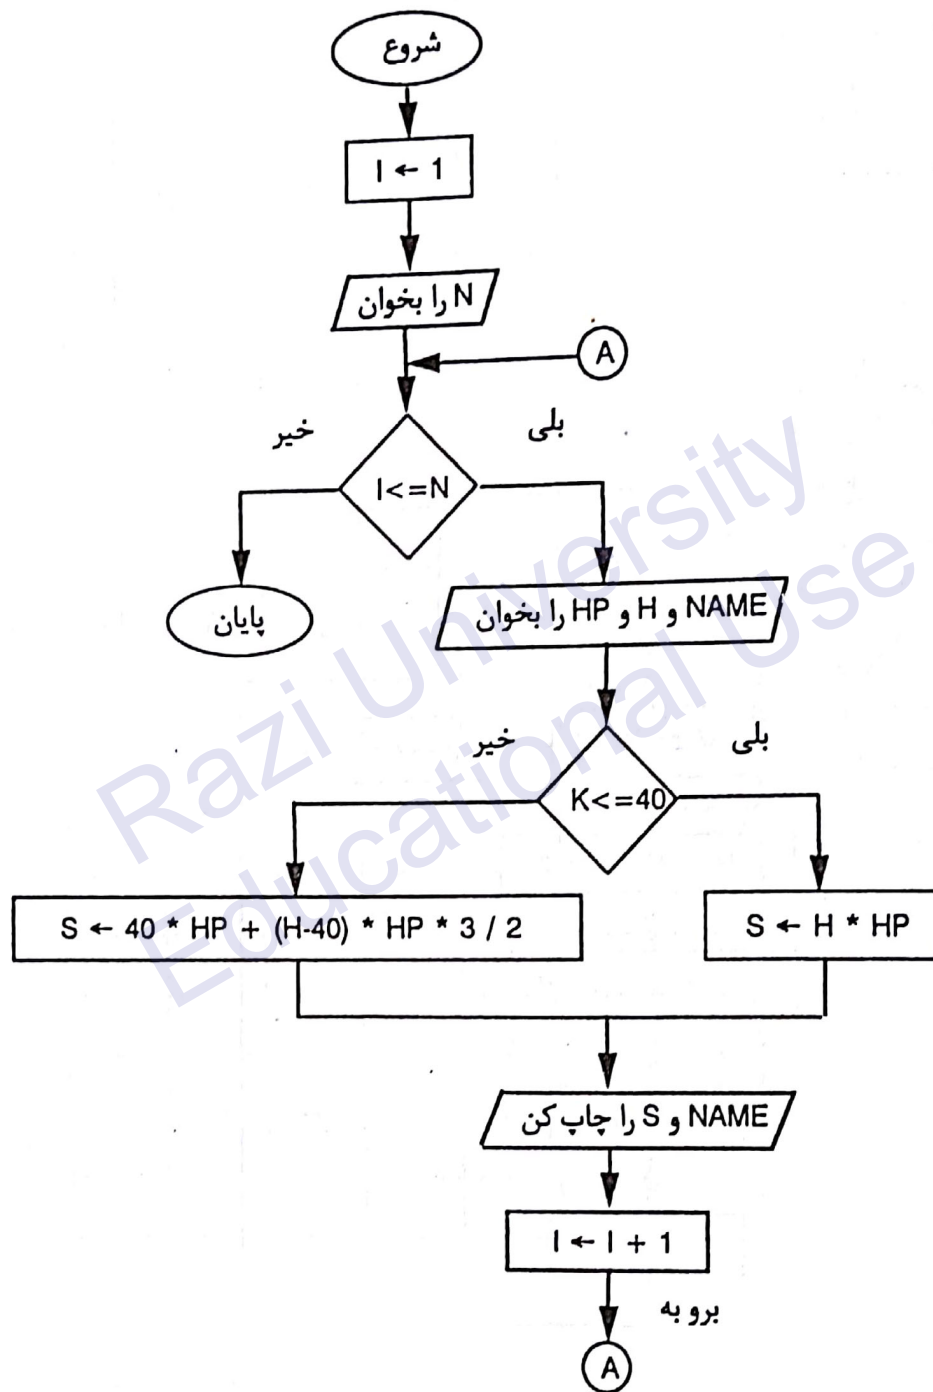 شروع
I ← 1
N را بخوان
A
خیر
بلی
I<=N
پایان
NAME و H و HP را بخوان
خیر
بلی
K<=40
S ← 40 * HP + (H-40) * HP * 3 / 2
S ← H * HP
NAME و S را چاپ کن
I ← I + 1
برو به
A
Razi University
Educational Use